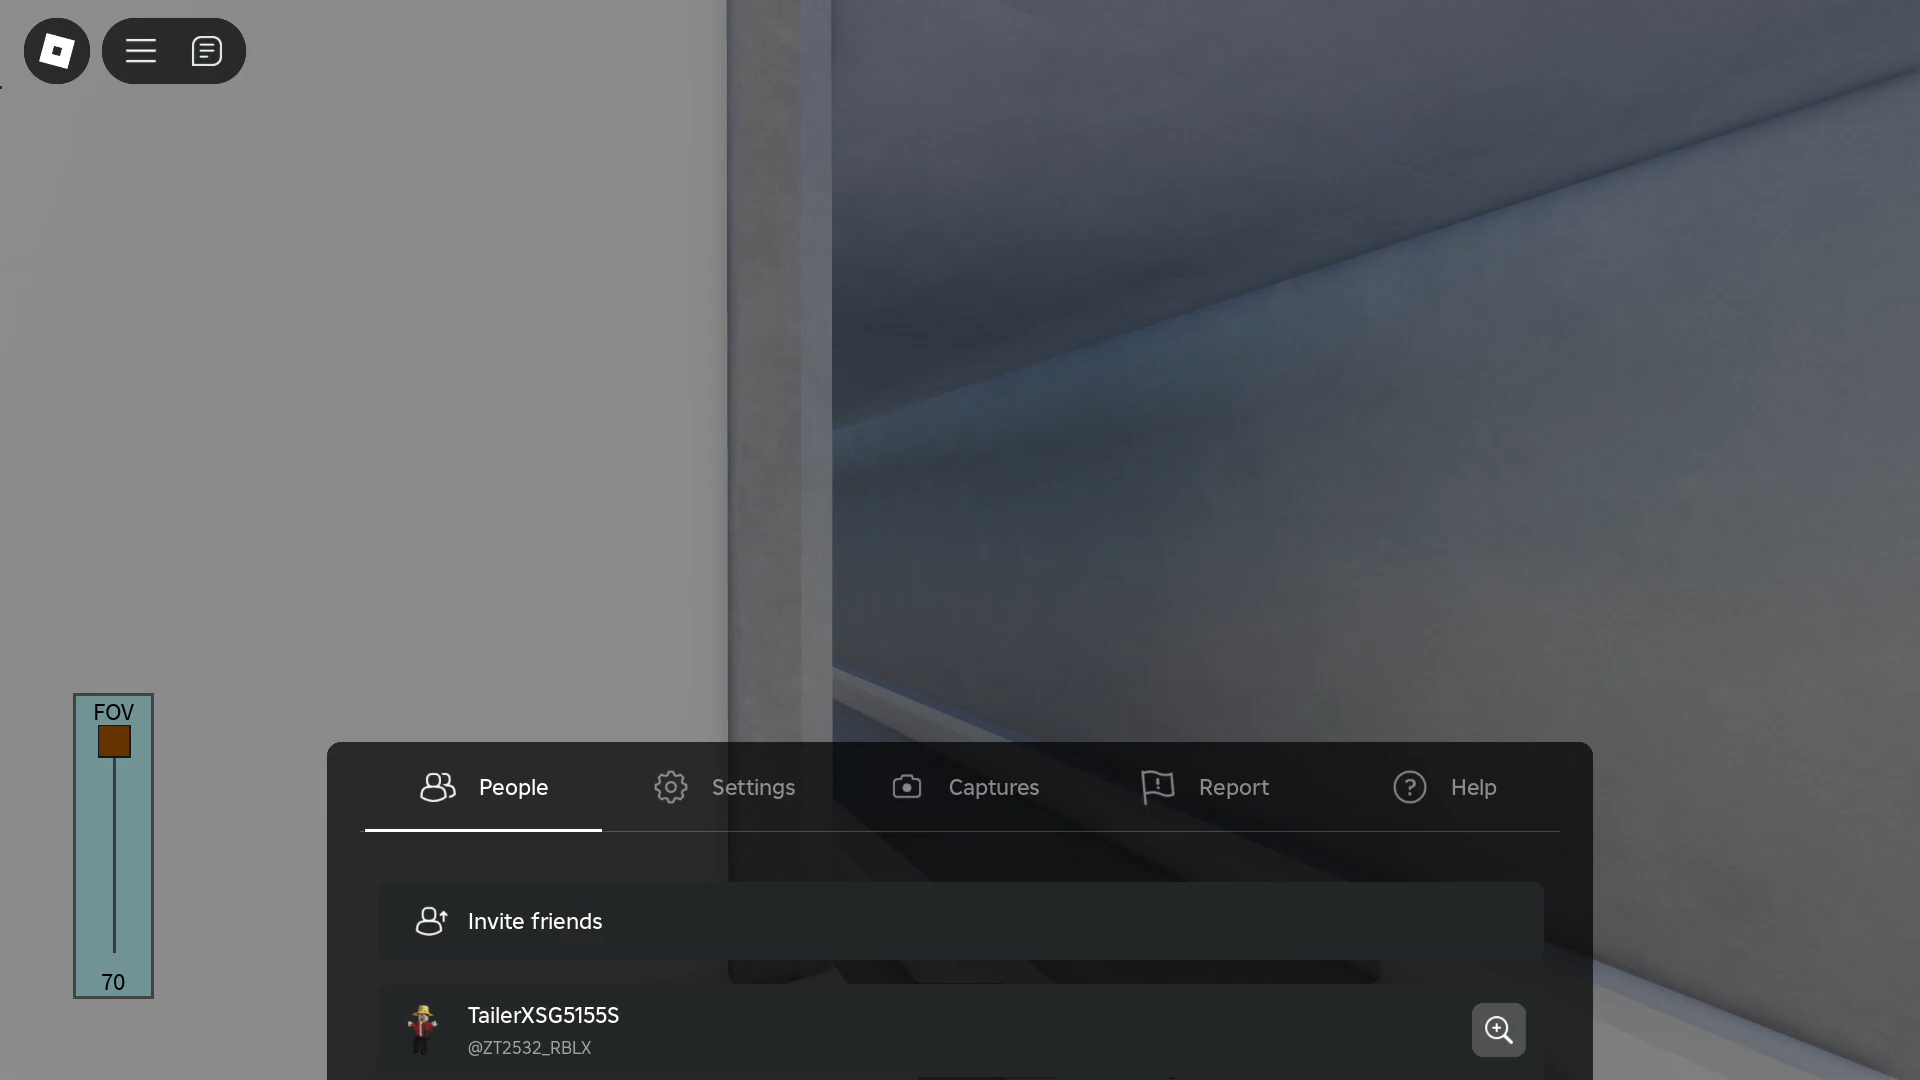 FOV
70
People
Settings
Captures
Report
Help
Invite friends
TailerXSG5155S
@ZT2532_RBLX